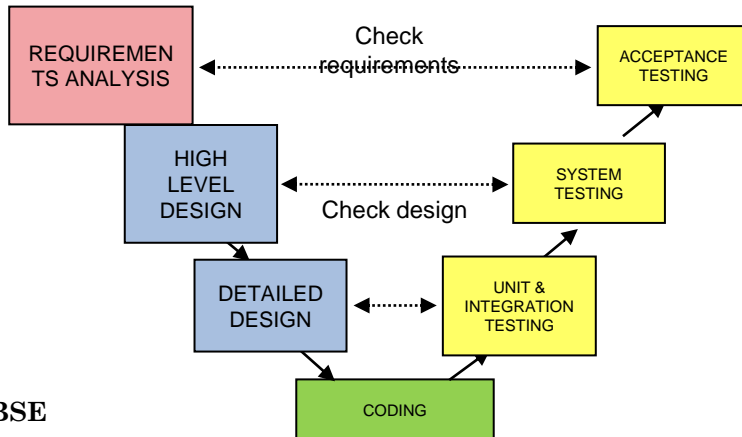 Check
requirements
REQUIREMEN
TS ANALYSIS
ACCEPTANCE
TESTING
HIGH
LEVEL
DESIGN
SYSTEM
TESTING
Check design
DETAILED
DESIGN
UNIT &
INTEGRATION
TESTING
CODING
BSE